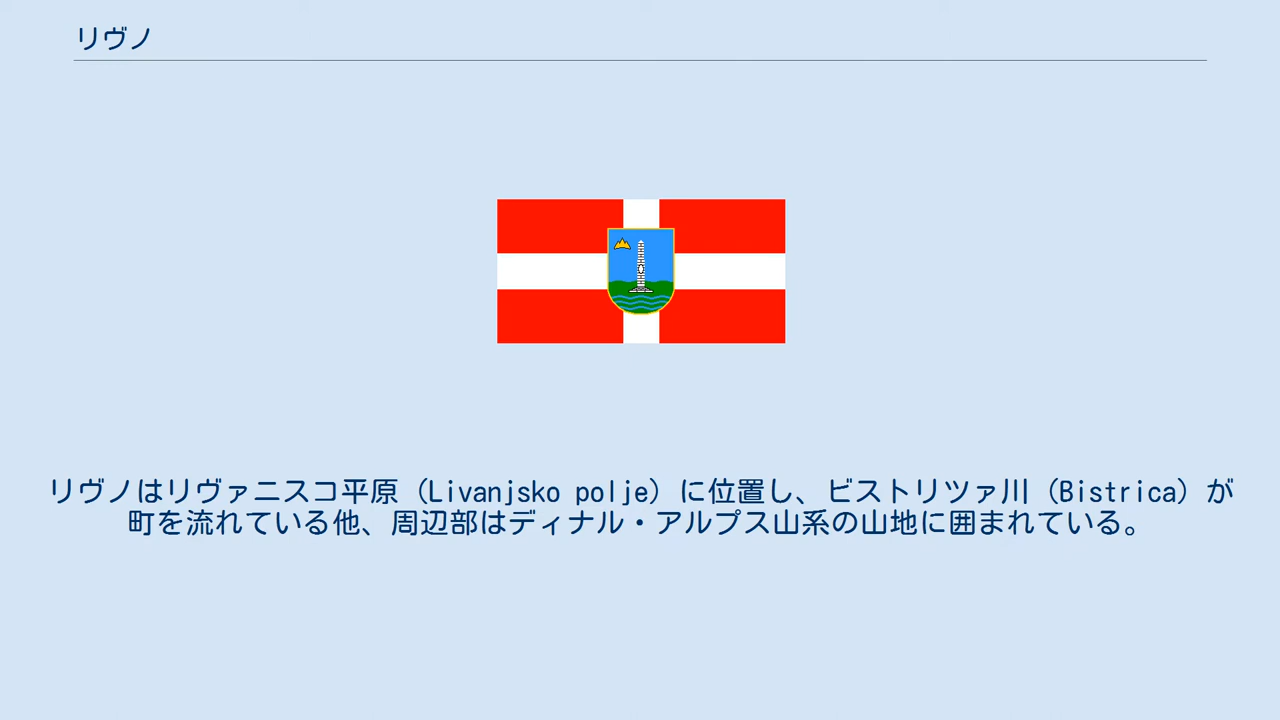 リヴノ
リヴノはリヴァニスコ平原（Livanjsko polje）に位置し、ビストリツァ川（Bistrica）が
町を流れている他、周辺部はディナル・アルプス山系の山地に囲まれている。